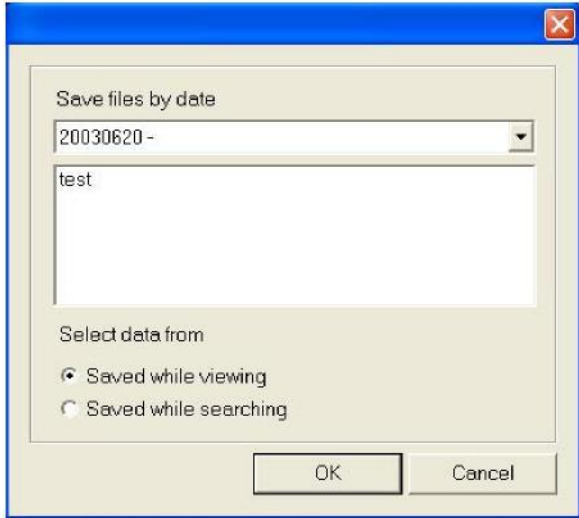 Save files by date
20030620 -
test
Select data from
Saved while viewing
Saved while searching
OK
Cancel